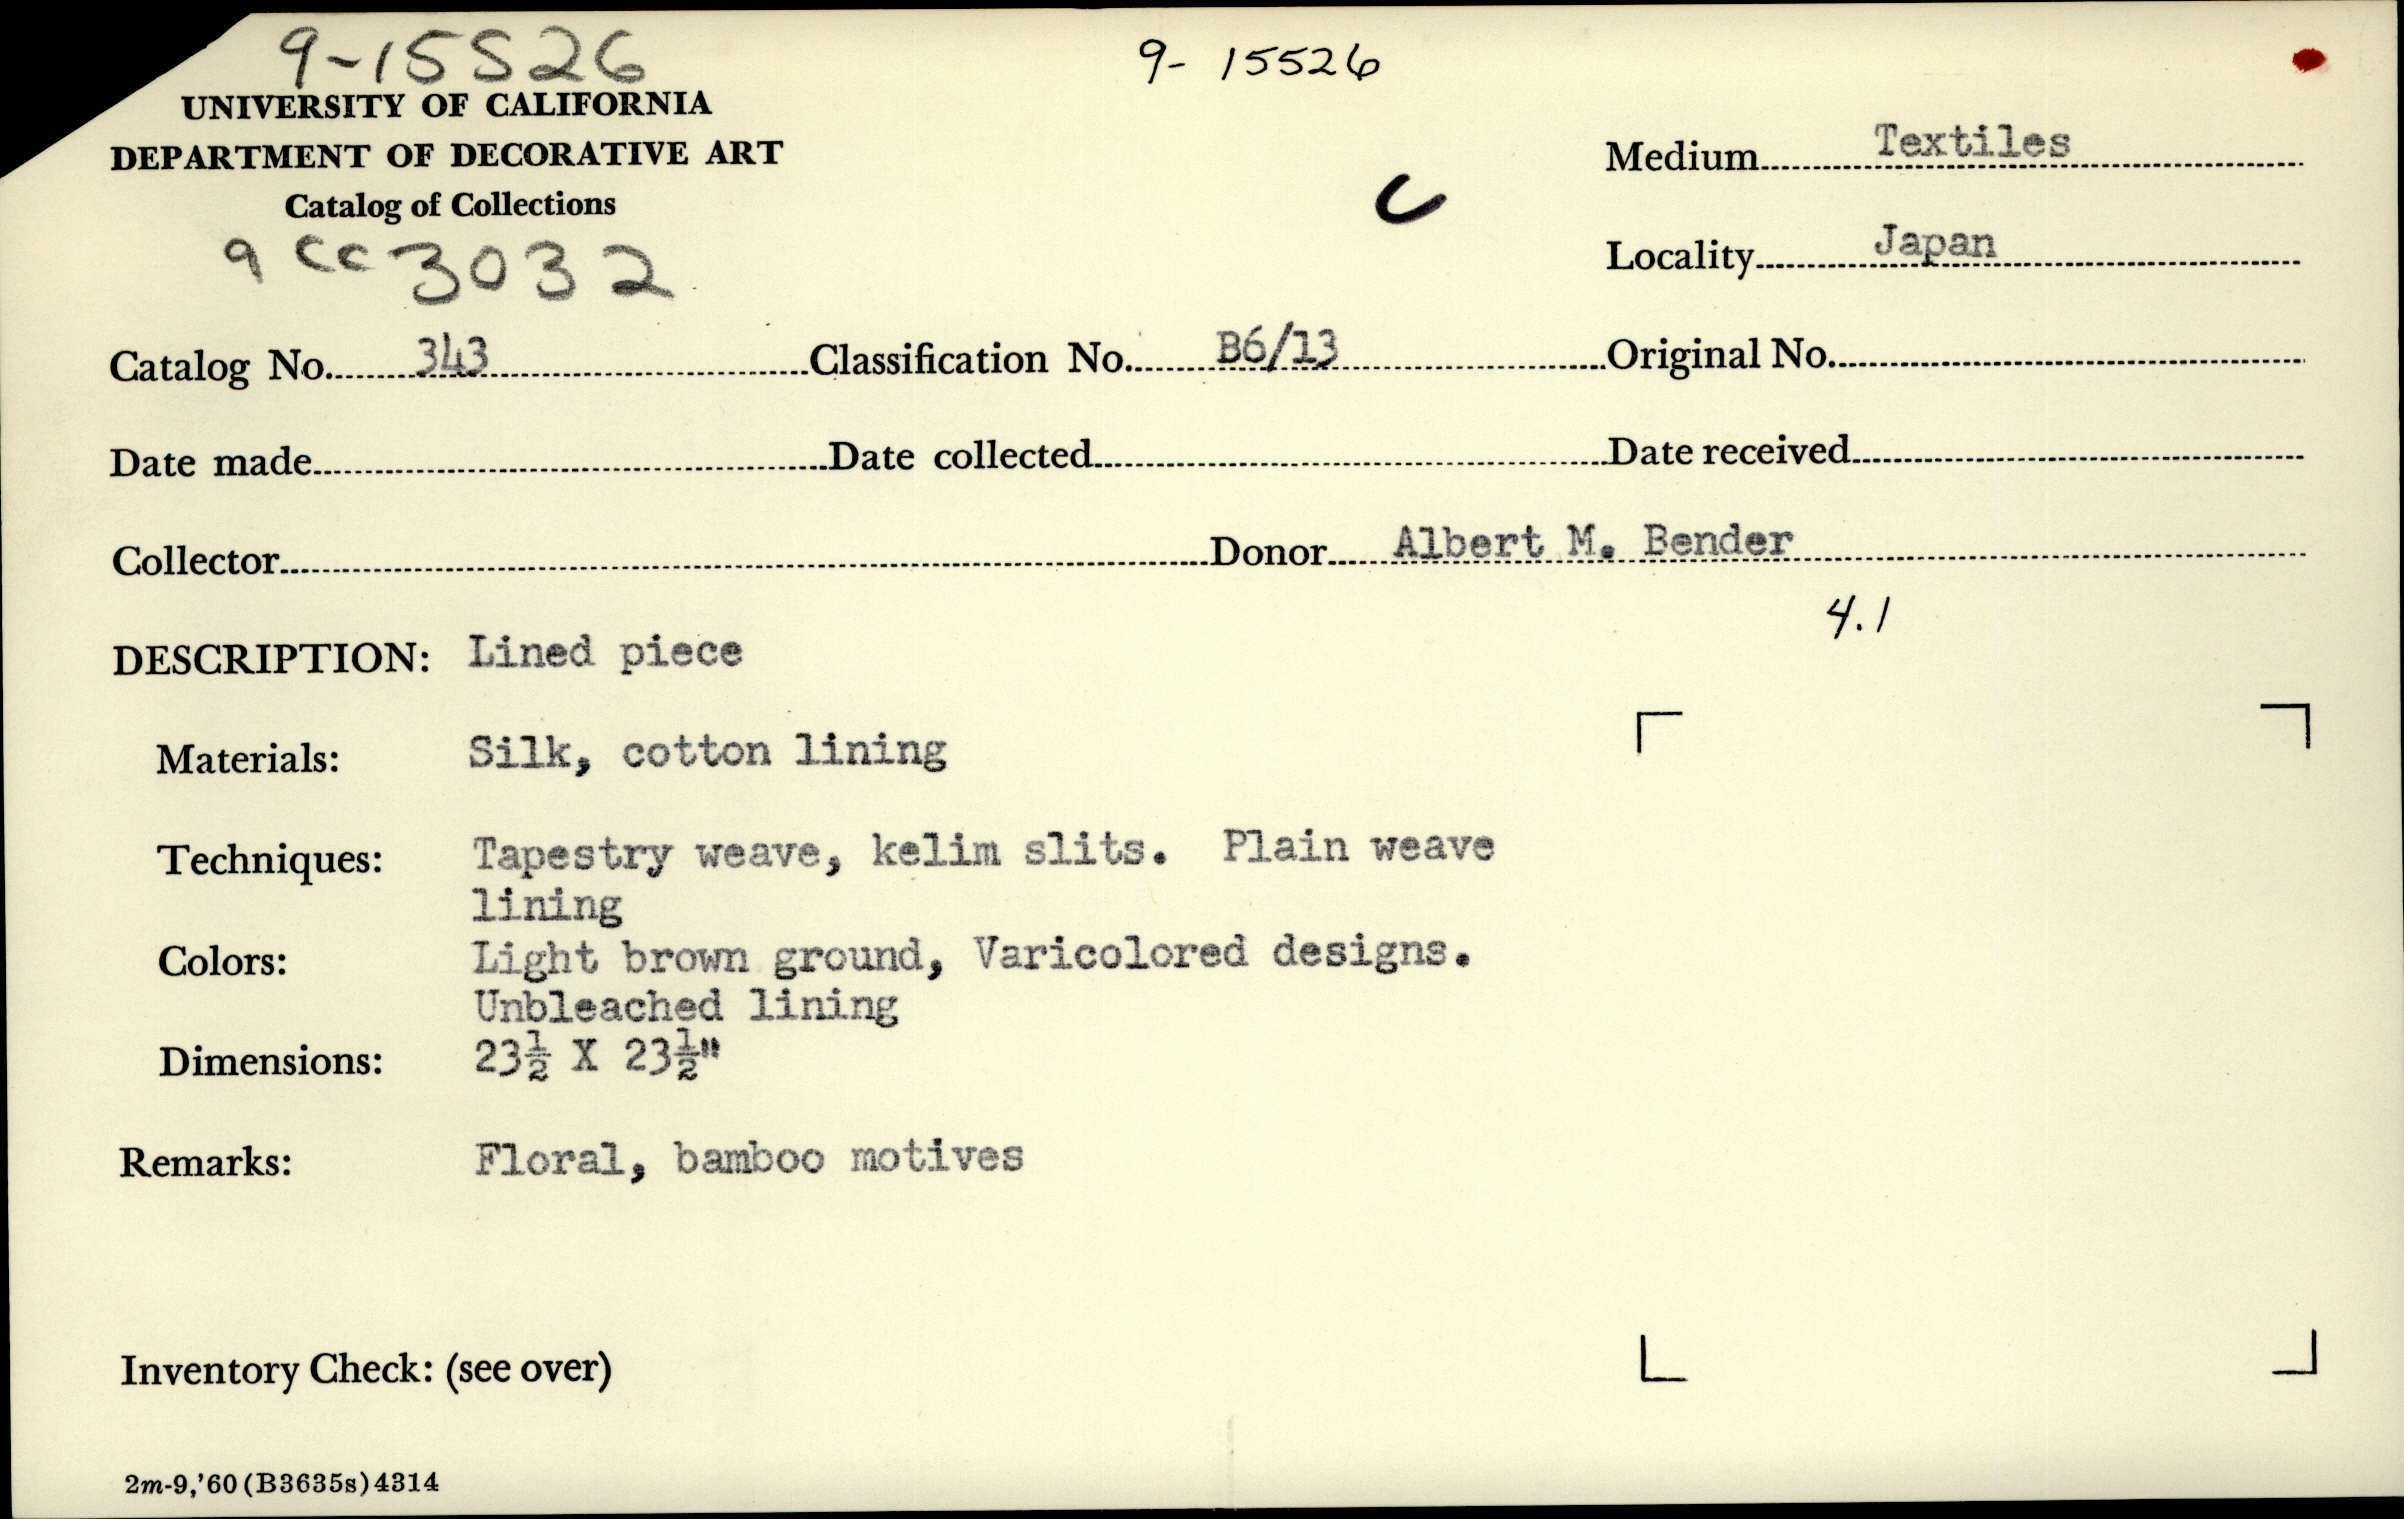 9-15526
9- 15526
UNIVERSITY OF CALIFORNIA
DEPARTMENT OF DECORATIVE ART
Catalog of Collections
9 cc 3032
C
Medium Textiles
Locality Japan
Catalog No. 343 Classification No. B6/13 Original No.
Date made Date collected Date received
Collector Donor Albert M. Bender
4.1
DESCRIPTION: Lined piece
Materials: Silk, cotton lining
Techniques: Tapestry weave, kelim slits. Plain weave
lining
Colors: Light brown ground, Varicolored designs.
Unbleached lining
Dimensions: 23½ X 23½"
Remarks: Floral, bamboo motives
Inventory Check: (see over)
2m-9,'60(B3635s)4314